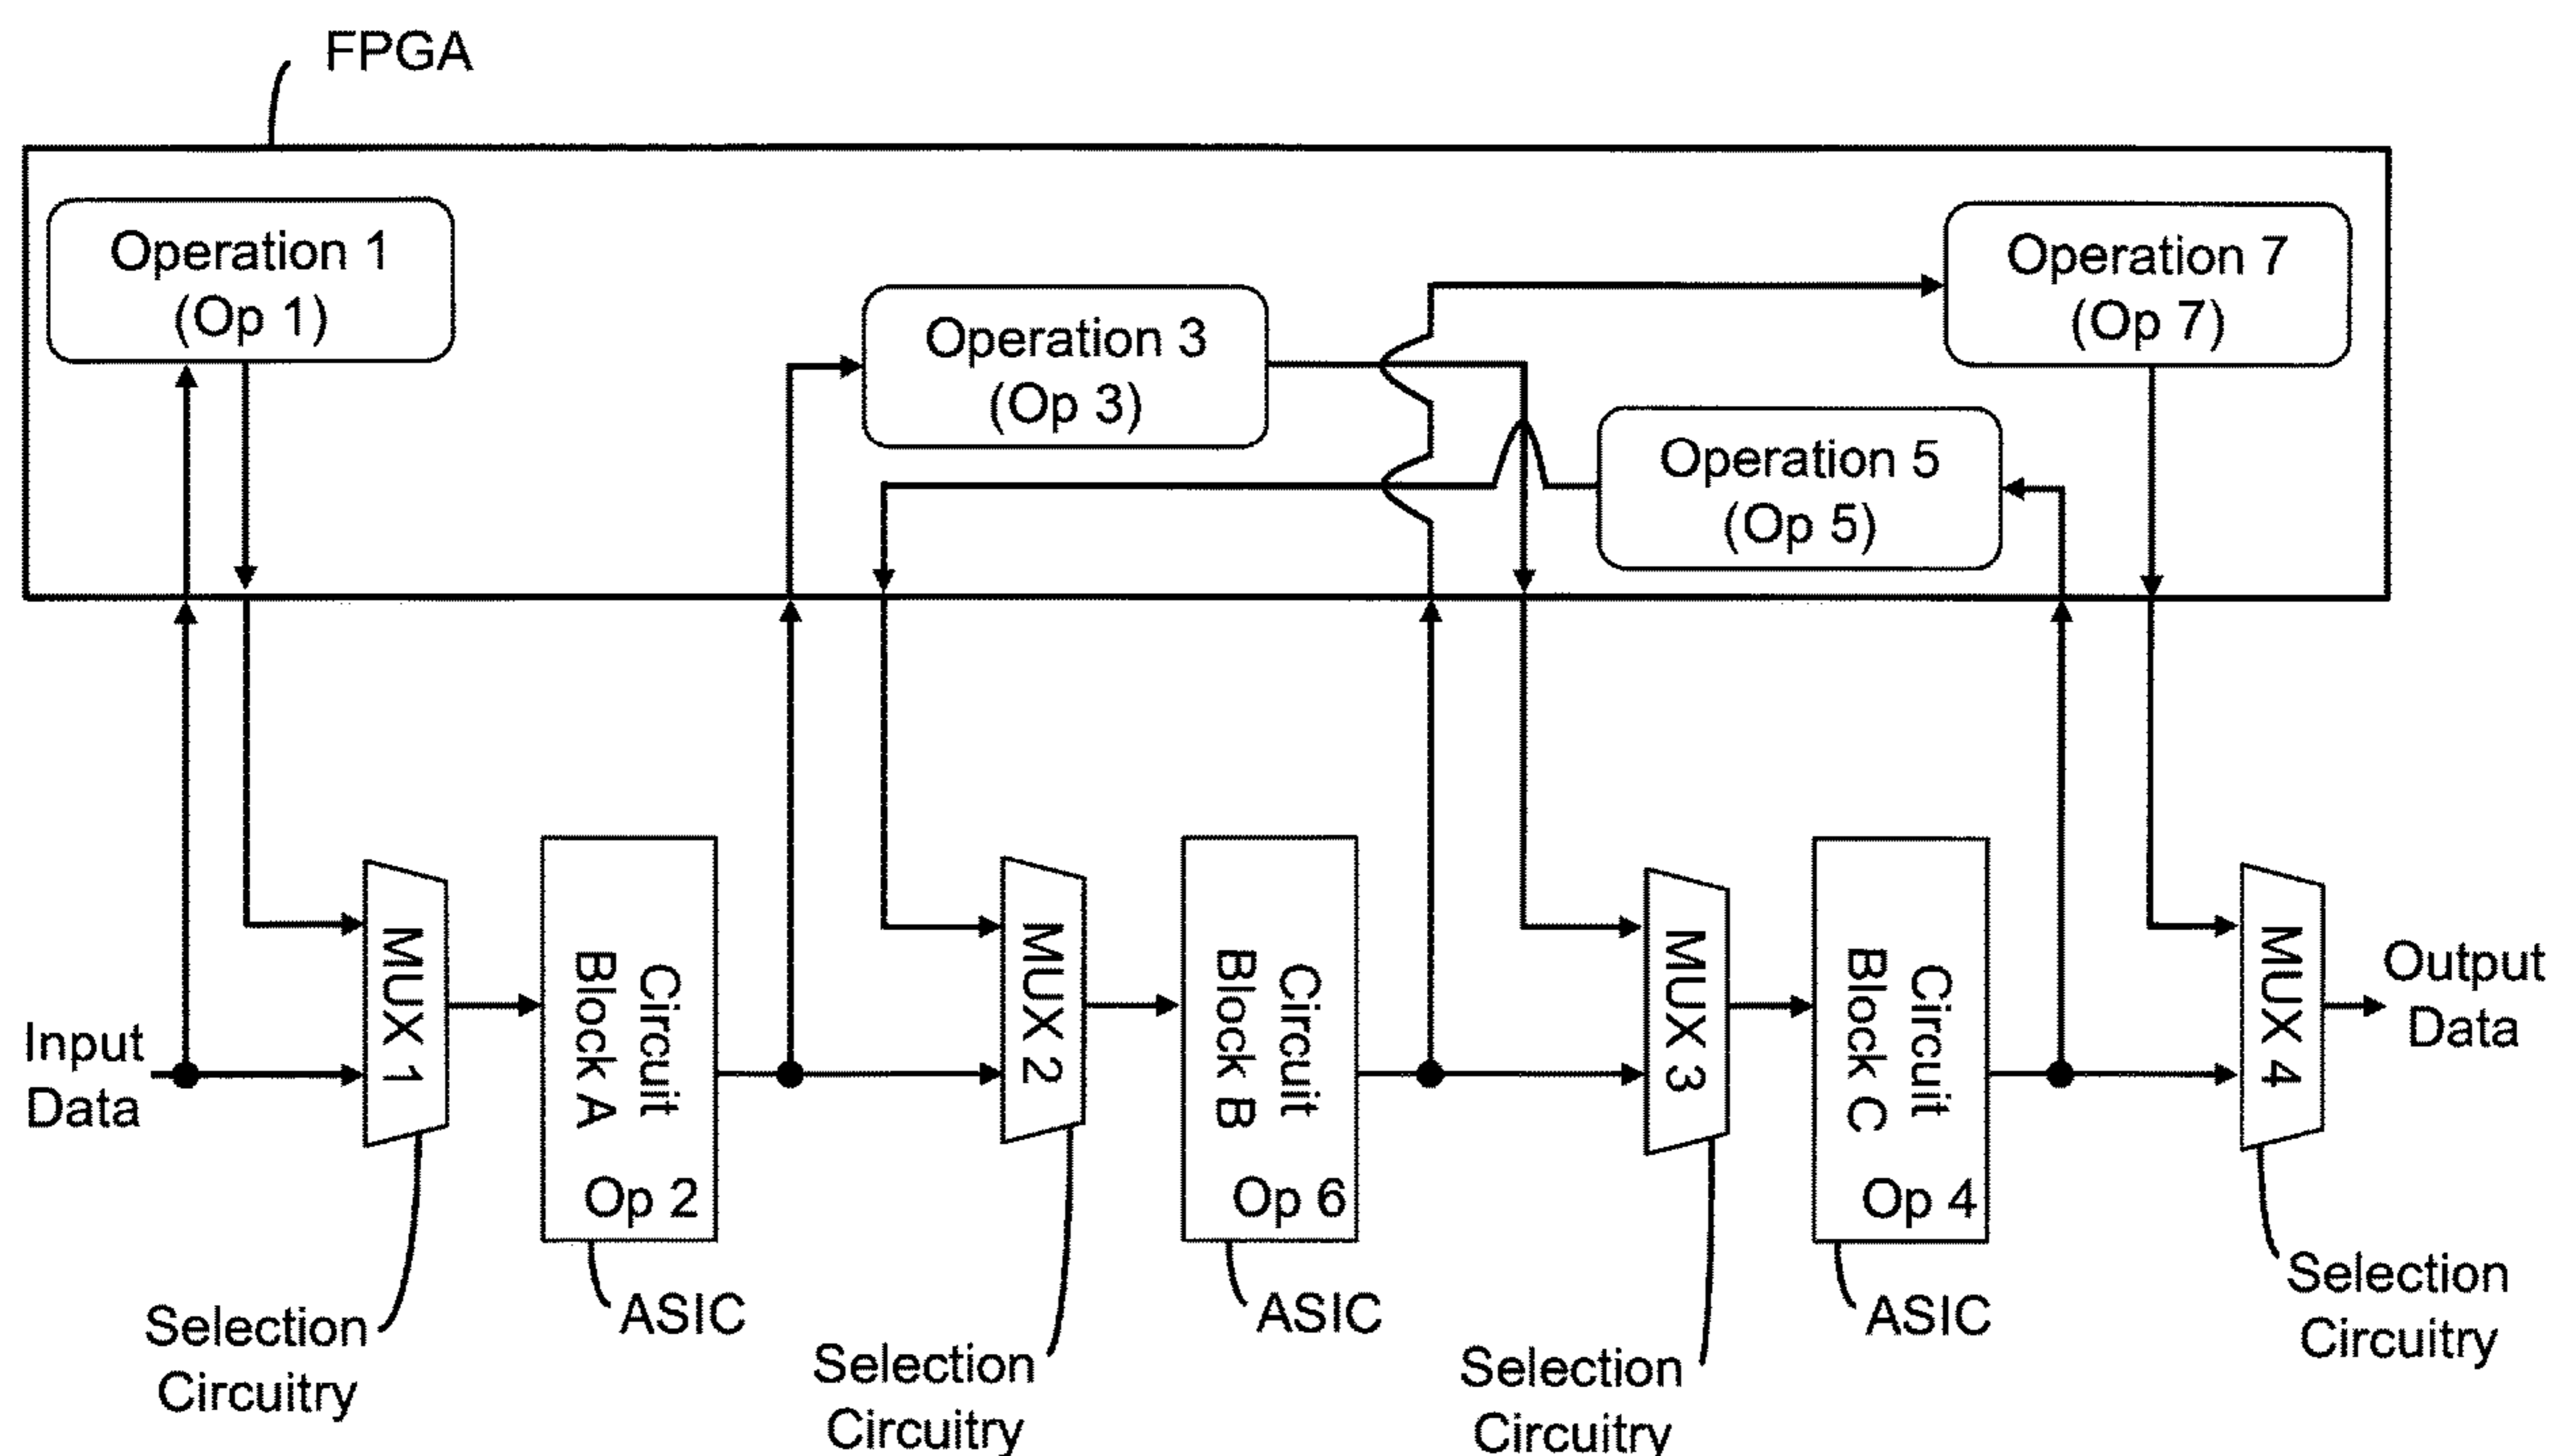 FPGA
Operation 1
(Op 1)
Operation 3
(Op 3)
Operation 7
(Op 7)
Operation 5
(Op 5)
Input
Data
MUX 1
Circuit
Block A
Op 2
MUX 2
Circuit
Block B
Op 6
MUX 3
Circuit
Block C
Op 4
MUX 4
Output
Data
Selection
Circuitry
ASIC
Selection
Circuitry
ASIC
Selection
Circuitry
ASIC
Selection
Circuitry